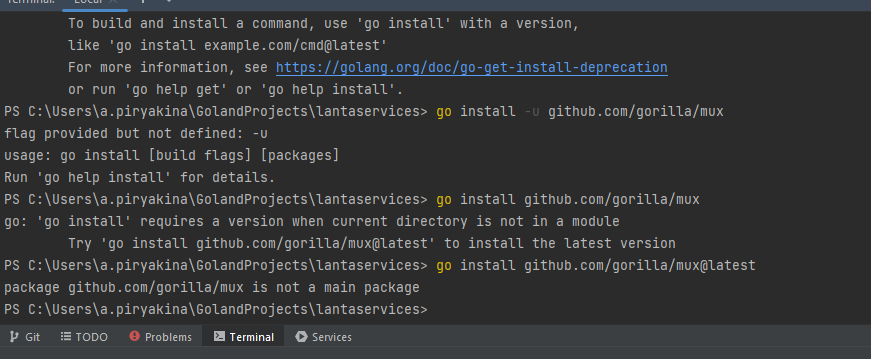 Terminal: Local × + ˅
To build and install a command, use 'go install' with a version,
like 'go install example.com/cmd@latest'
For more information, see https://golang.org/doc/go-get-install-deprecation
or run 'go help get' or 'go help install'.
PS C:\Users\a.piryakina\GolandProjects\lantaservices> go install -u github.com/gorilla/mux
flag provided but not defined: -u
usage: go install [build flags] [packages]
Run 'go help install' for details.
PS C:\Users\a.piryakina\GolandProjects\lantaservices> go install github.com/gorilla/mux
go: 'go install' requires a version when current directory is not in a module
Try 'go install github.com/gorilla/mux@latest' to install the latest version
PS C:\Users\a.piryakina\GolandProjects\lantaservices> go install github.com/gorilla/mux@latest
package github.com/gorilla/mux is not a main package
PS C:\Users\a.piryakina\GolandProjects\lantaservices>
Git TODO Problems Terminal Services